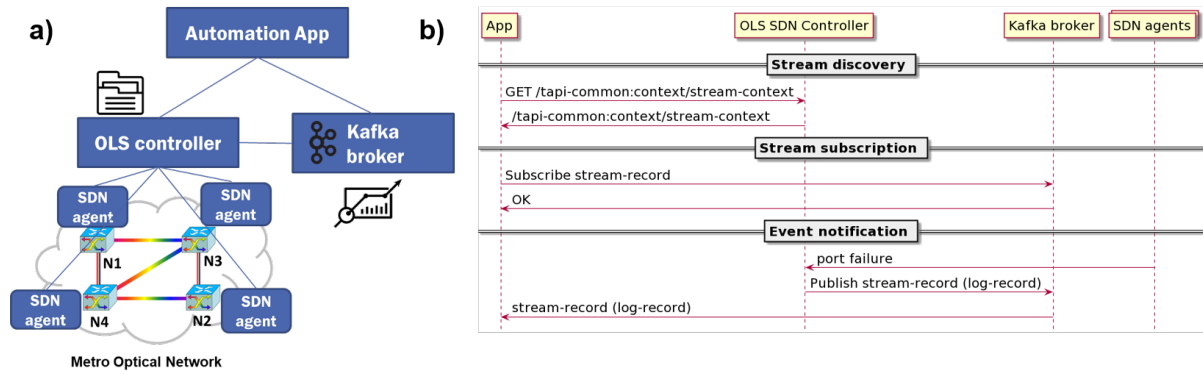 a)
Automation App
OLS controller
Kafka
broker
SDN
agent
SDN
agent
N1
N3
SDN
agent
N4
N2
SDN
agent
Metro Optical Network
b)
App
OLS SDN Controller
Kafka broker
SDN agents
Stream discovery
GET /tapi-common:context/stream-context
/tapi-common:context/stream-context
Stream subscription
Subscribe stream-record
OK
Event notification
port failure
Publish stream-record (log-record)
stream-record (log-record)